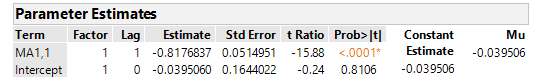 Parameter Estimates
Term Factor Lag Estimate Std Error t Ratio Prob>|t| Constant Estimate Mu
MA1,1 1 1 -0.8176837 0.0514951 -15.88 <.0001* -0.039506
Intercept 1 0 -0.0395060 0.1644022 -0.24 0.8106 -0.039506